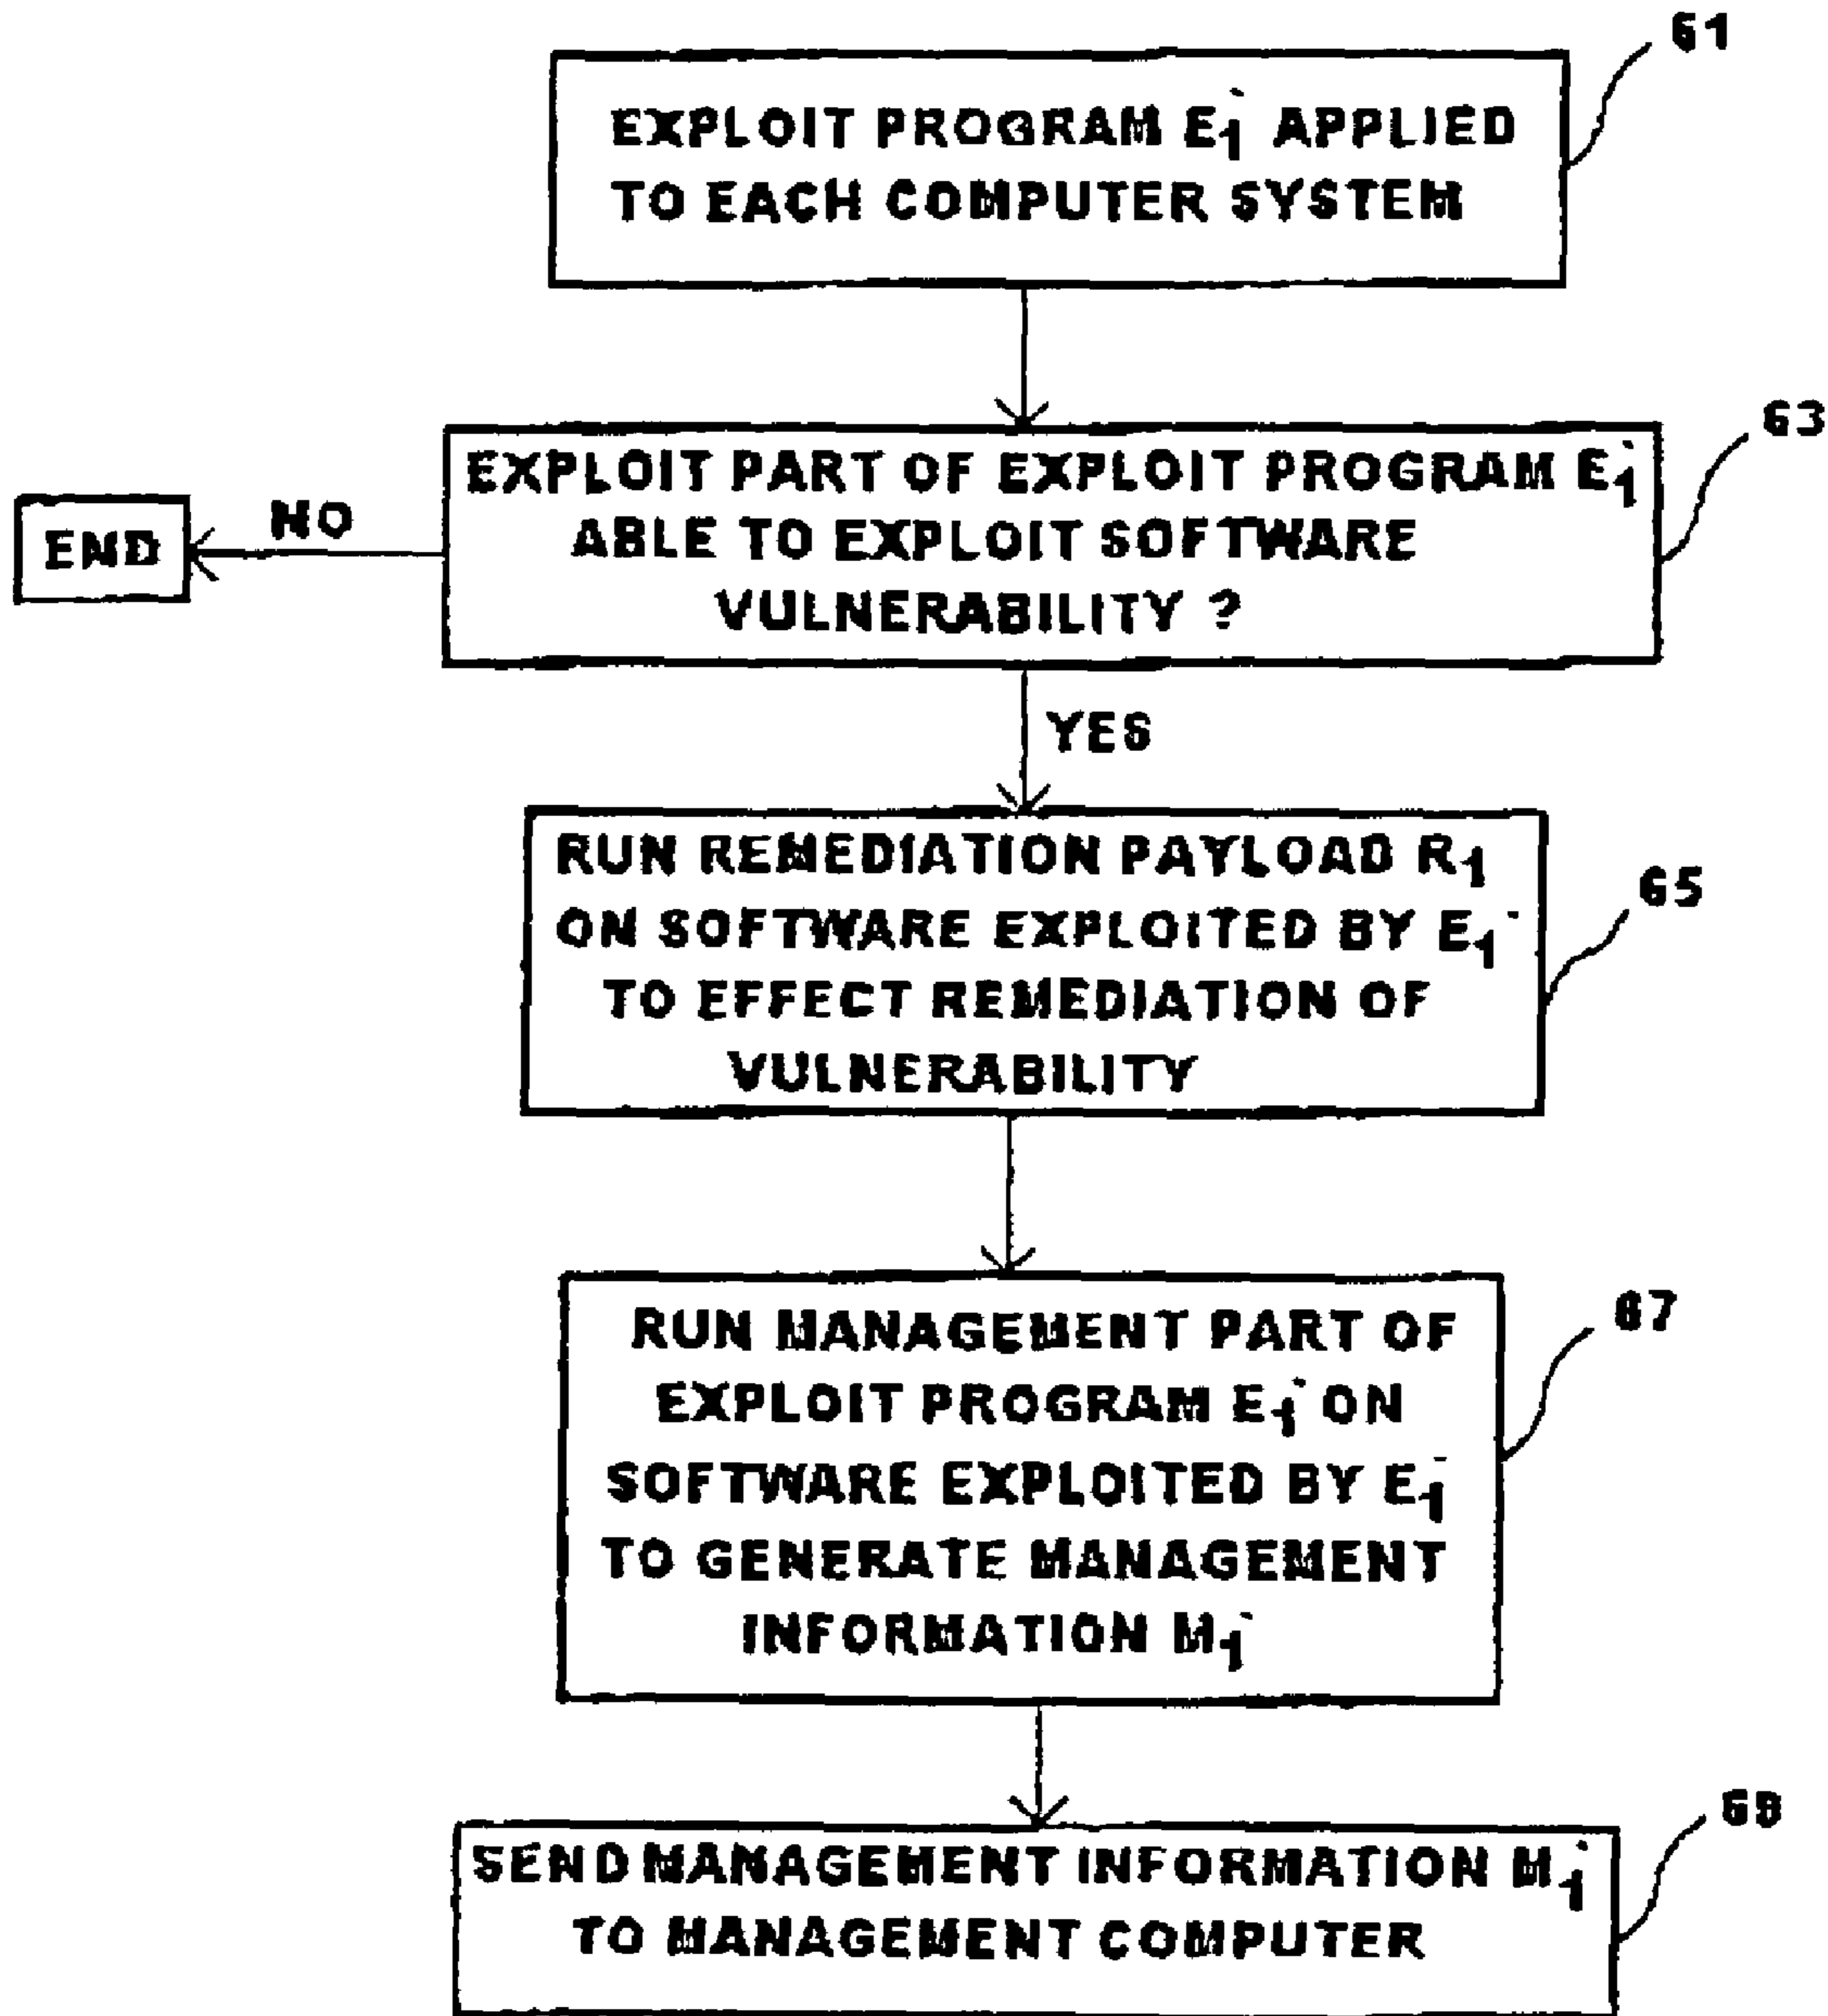 61
EXPLOIT PROGRAM E₁' APPLIED
TO EACH COMPUTER SYSTEM
63
EXPLOIT PART OF EXPLOIT PROGRAM E₁'
ABLE TO EXPLOIT SOFTWARE
VULNERABILITY ?
NO
END
YES
65
RUN REMEDIATION PAYLOAD R₁
ON SOFTWARE EXPLOITED BY E₁'
TO EFFECT REMEDIATION OF
VULNERABILITY
67
RUN MANAGEMENT PART OF
EXPLOIT PROGRAM E₁' ON
SOFTWARE EXPLOITED BY E₁'
TO GENERATE MANAGEMENT
INFORMATION M₁'
69
SEND MANAGEMENT INFORMATION M₁'
TO MANAGEMENT COMPUTER